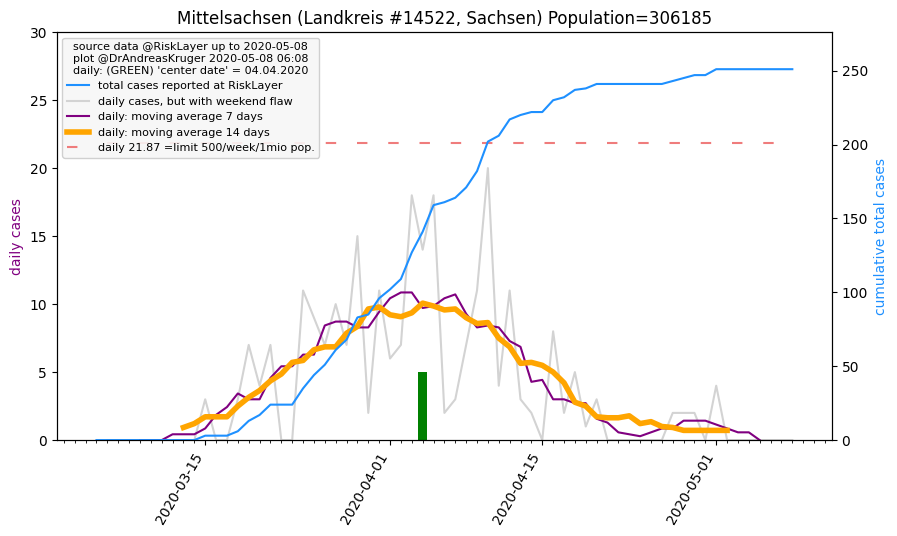 Mittelsachsen (Landkreis #14522, Sachsen) Population=306185
source data @RiskLayer up to 2020-05-08
plot @DrAndreasKruger 2020-05-08 06:08
daily: (GREEN) 'center date' = 04.04.2020
total cases reported at RiskLayer
daily cases, but with weekend flaw
daily: moving average 7 days
daily: moving average 14 days
daily 21.87 =limit 500/week/1mio pop.
daily cases
30
25
20
15
10
5
0
cumulative total cases
250
200
150
100
50
0
2020-03-15
2020-04-01
2020-04-15
2020-05-01